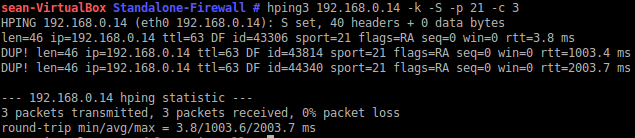 sean-VirtualBox Standalone-Firewall # hping3 192.168.0.14 -k -S -p 21 -c 3
HPING 192.168.0.14 (eth0 192.168.0.14): S set, 40 headers + 0 data bytes
len=46 ip=192.168.0.14 ttl=63 DF id=43306 sport=21 flags=RA seq=0 win=0 rtt=3.8 ms
DUP! len=46 ip=192.168.0.14 ttl=63 DF id=43814 sport=21 flags=RA seq=0 win=0 rtt=1003.4 ms
DUP! len=46 ip=192.168.0.14 ttl=63 DF id=44340 sport=21 flags=RA seq=0 win=0 rtt=2003.7 ms
--- 192.168.0.14 hping statistic ---
3 packets transmitted, 3 packets received, 0% packet loss
round-trip min/avg/max = 3.8/1003.6/2003.7 ms